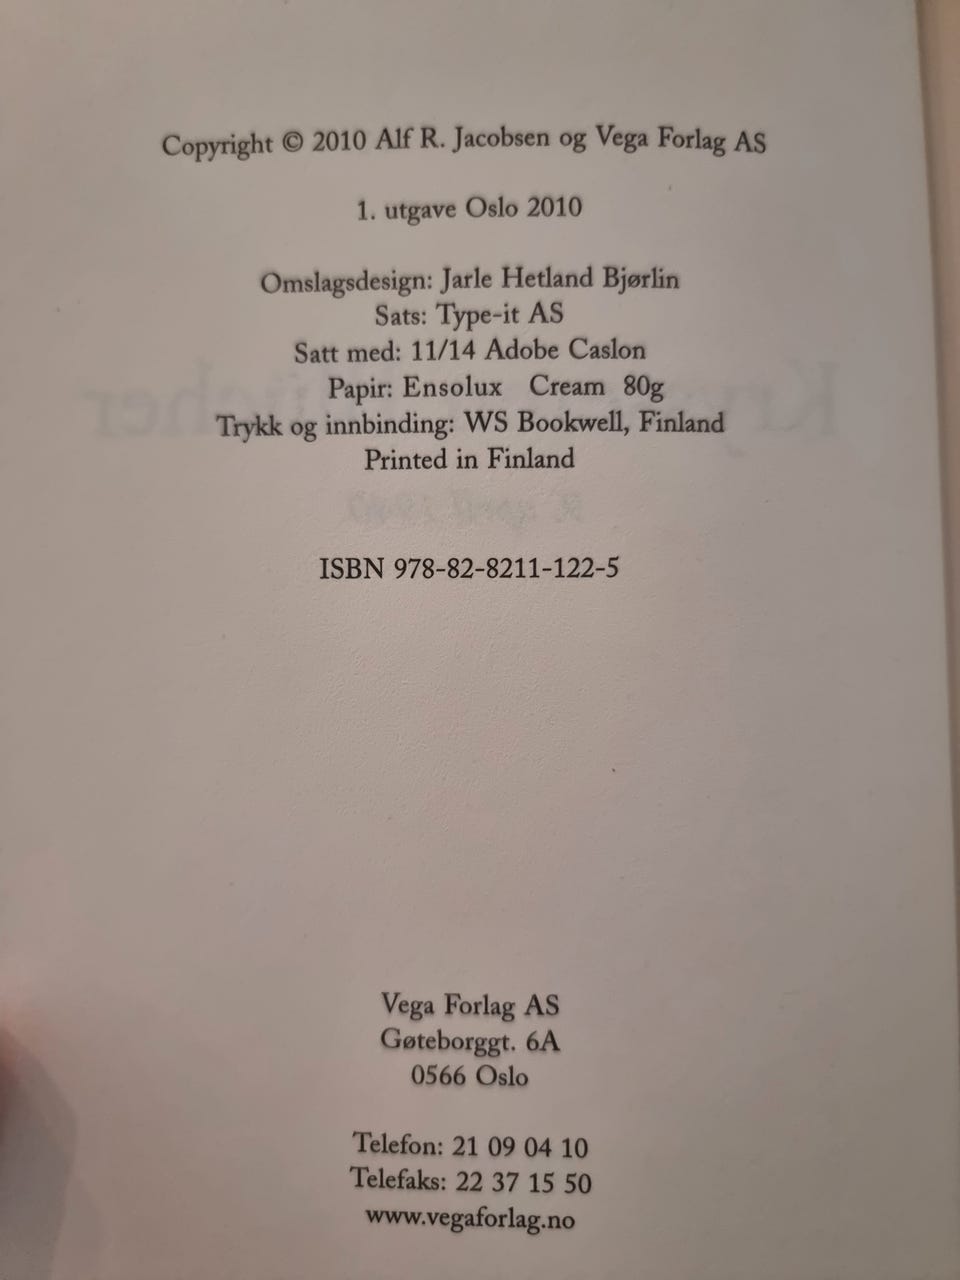 Copyright © 2010 Alf R. Jacobsen og Vega Forlag AS
1. utgave Oslo 2010
Omslagsdesign: Jarle Hetland Bjørlin
Sats: Type-it AS
Satt med: 11/14 Adobe Caslon
Papir: Ensolux Cream 80g
Trykk og innbinding: WS Bookwell, Finland
Printed in Finland
ISBN 978-82-8211-122-5
Vega Forlag AS
Gøteborggt. 6A
0566 Oslo
Telefon: 21 09 04 10
Telefaks: 22 37 15 50
www.vegaforlag.no